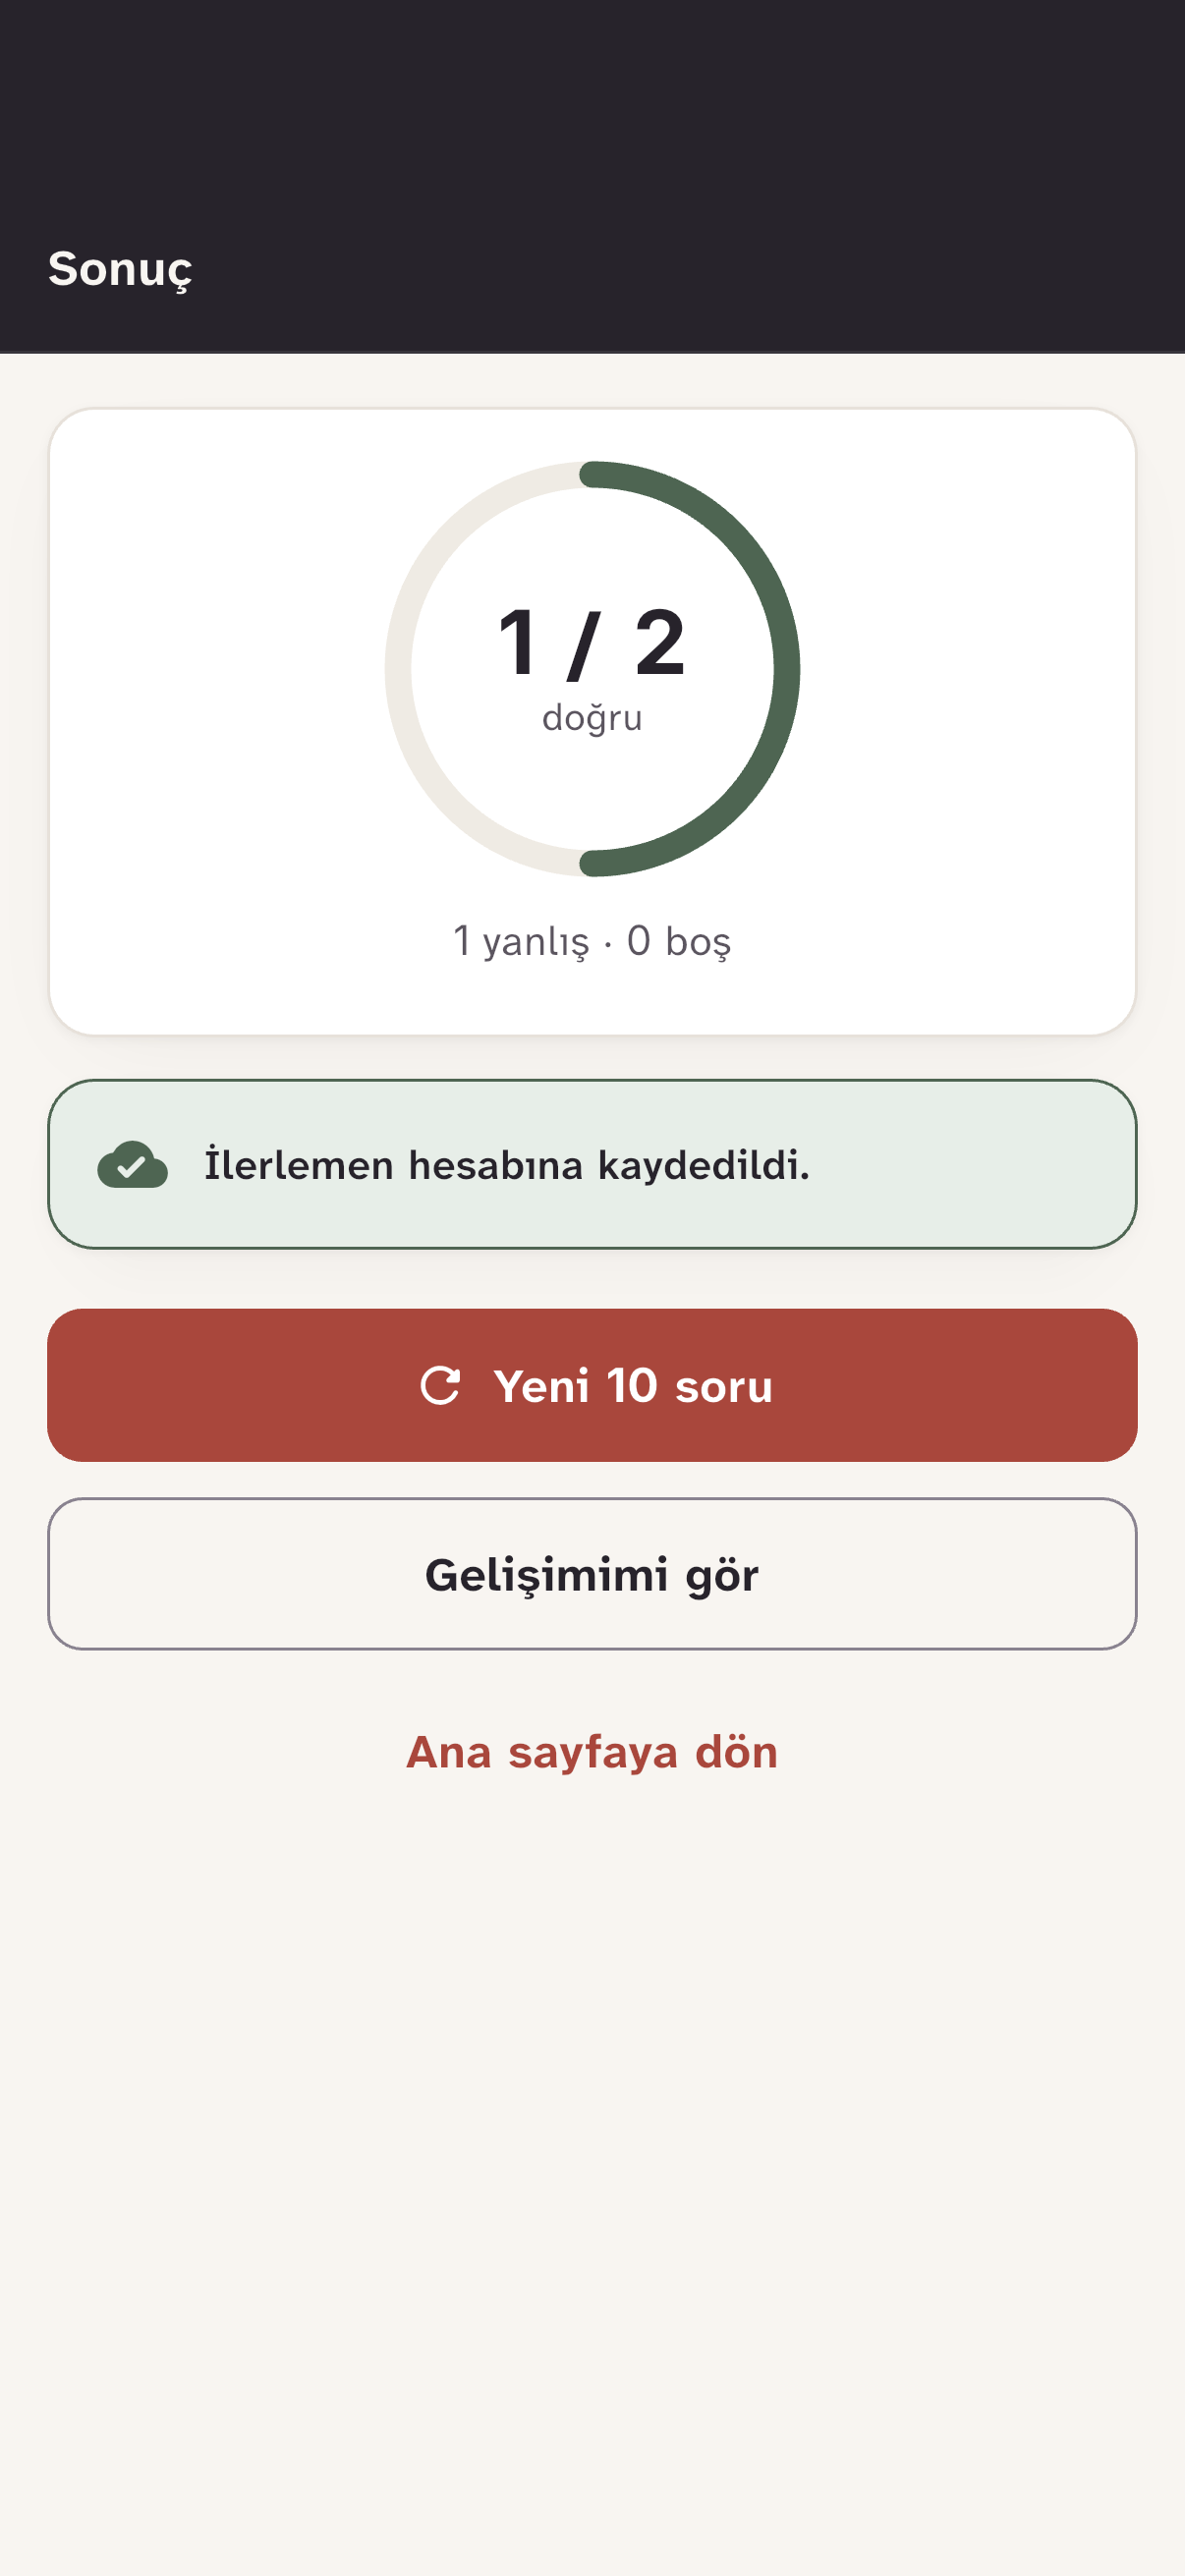 Sonuç
1 / 2
doğru
1 yanlış · 0 boş
İlerlemen hesabına kaydedildi.
Yeni 10 soru
Gelişimimi gör
Ana sayfaya dön